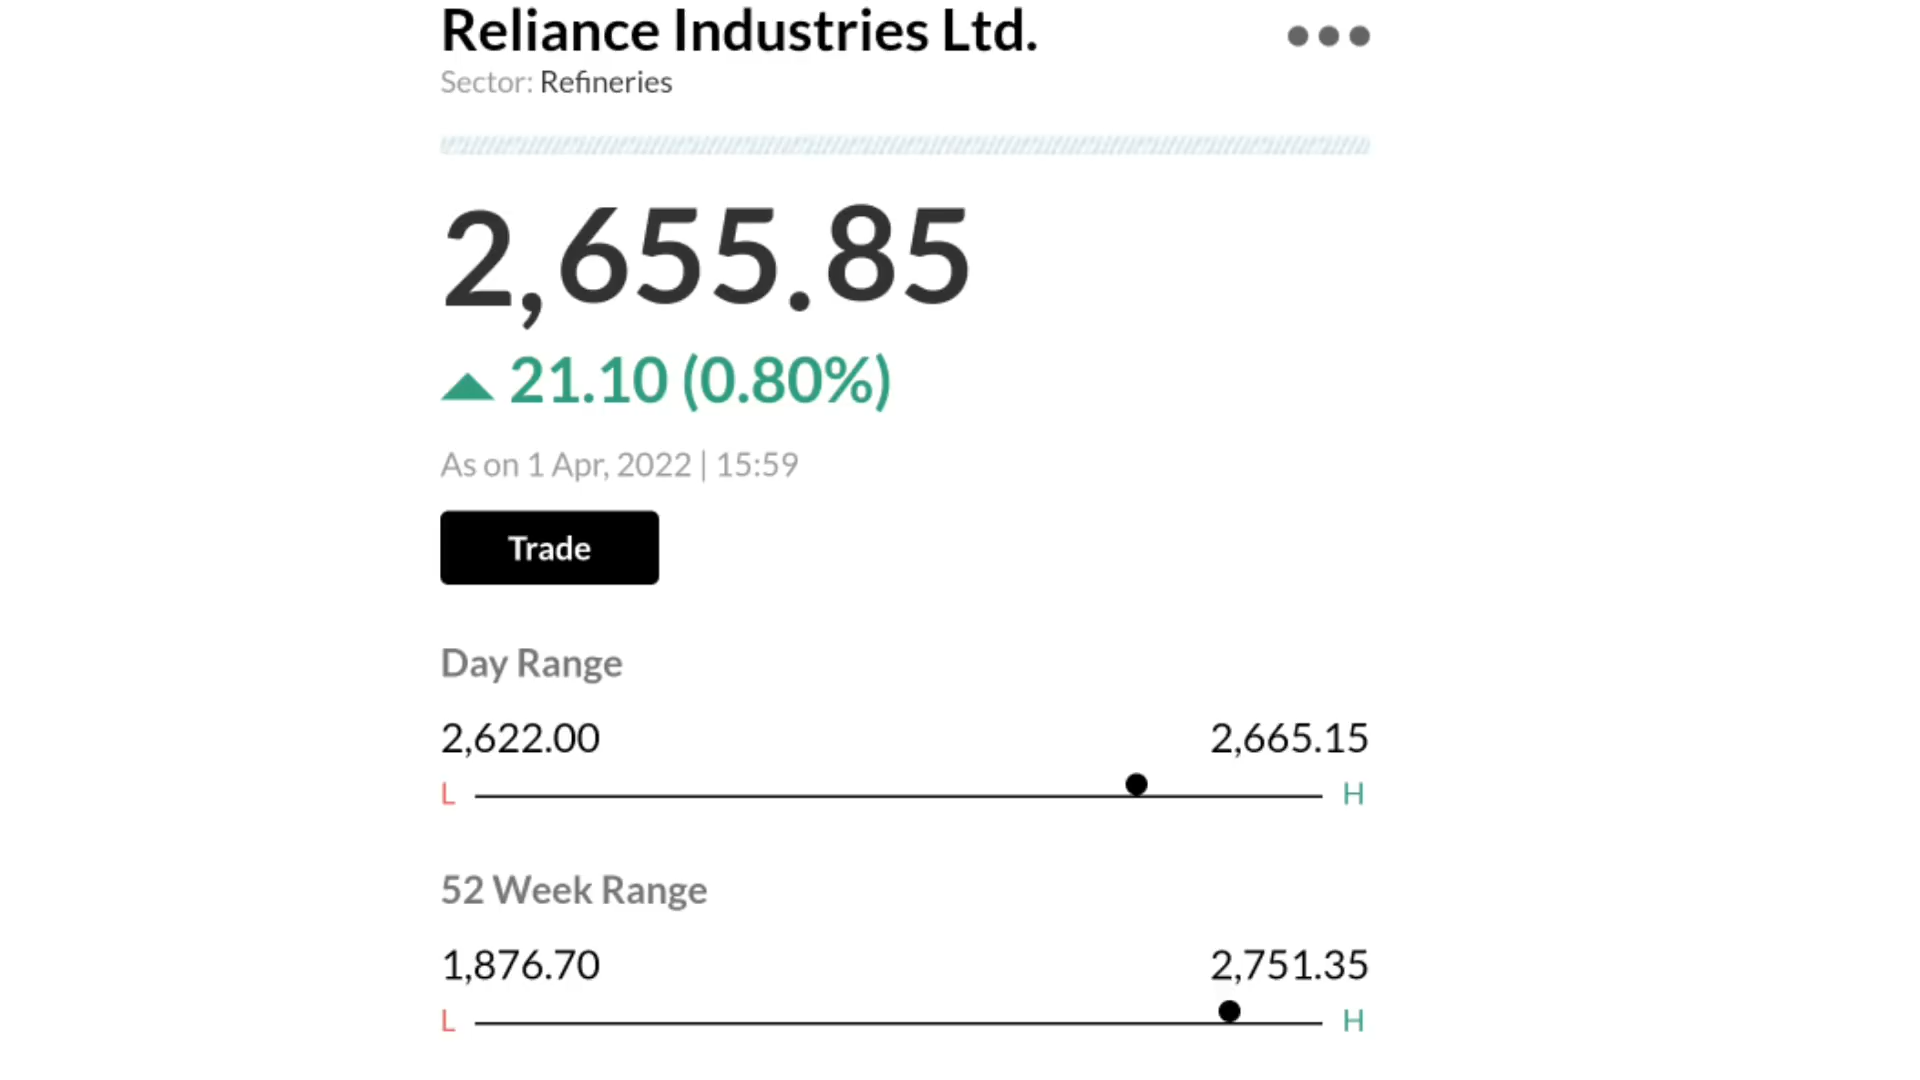 Reliance Industries Ltd.
Sector: Refineries
2,655.85
21.10 (0.80%)
As on 1 Apr, 2022 | 15:59
Trade
Day Range
2,622.00 2,665.15
L H
52 Week Range
1,876.70 2,751.35
L H